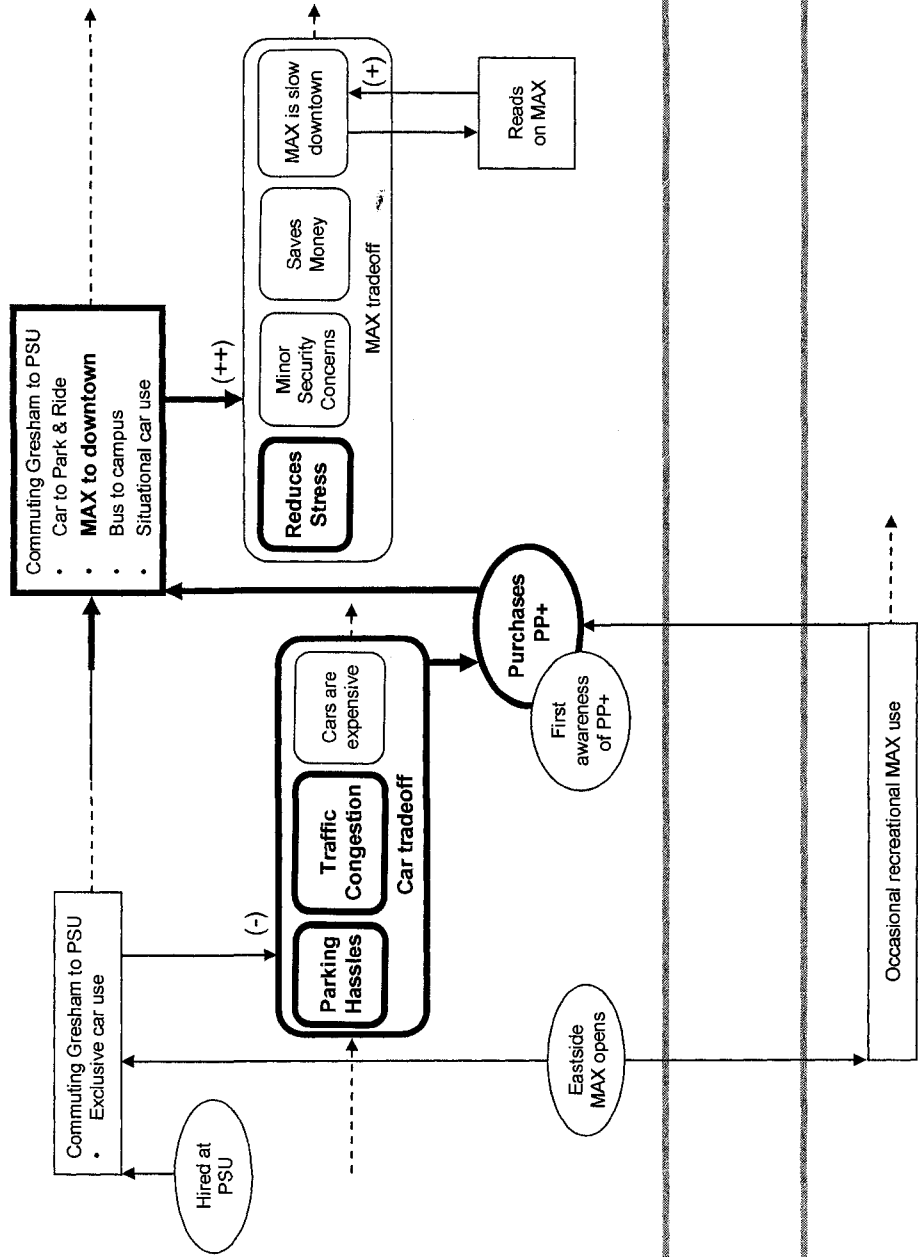 Commuting Gresham to PSU
• Exclusive car use
Hired at
PSU
(-)
Parking
Hassles
Traffic
Congestion
Cars are
expensive
Car tradeoff
Eastside
MAX opens
First
awareness
of PP+
Purchases
PP+
Occasional recreational MAX use
Commuting Gresham to PSU
• Car to Park & Ride
• MAX to downtown
• Bus to campus
• Situational car use
(++)
Reduces
Stress
Minor
Security
Concerns
Saves
Money
MAX is slow
downtown
MAX tradeoff
(+)
Reads
on MAX